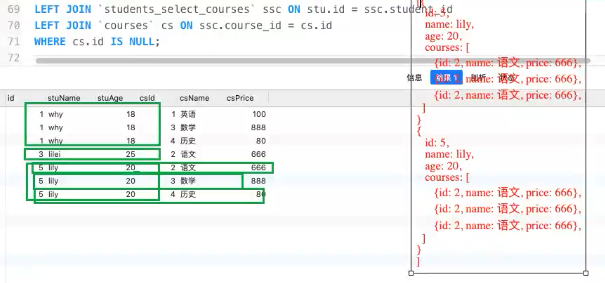 69 LEFT JOIN `students_select_courses` ssc ON stu.id = ssc.student_id
70 LEFT JOIN `courses` cs ON ssc.course_id = cs.id
71 WHERE cs.id IS NULL;
72
信息
剖析
id stuName stuAge csId csName csPrice
1 why 18 1 英语 100
1 why 18 3 数学 888
1 why 18 4 历史 80
3 lilei 25 2 语文 666
5 lily 20 2 语文 666
5 lily 20 3 数学 888
5 lily 20 4 历史 80
id: 5,
name: lily,
age: 20,
courses: [
{id: 2, name: 语文, price: 666},
{id: 2, name: 语文, price: 666},
{id: 2, name: 语文, price: 666},
]
}
{
id: 5,
name: lily,
age: 20,
courses: [
{id: 2, name: 语文, price: 666},
{id: 2, name: 语文, price: 666},
{id: 2, name: 语文, price: 666},
]
}
]